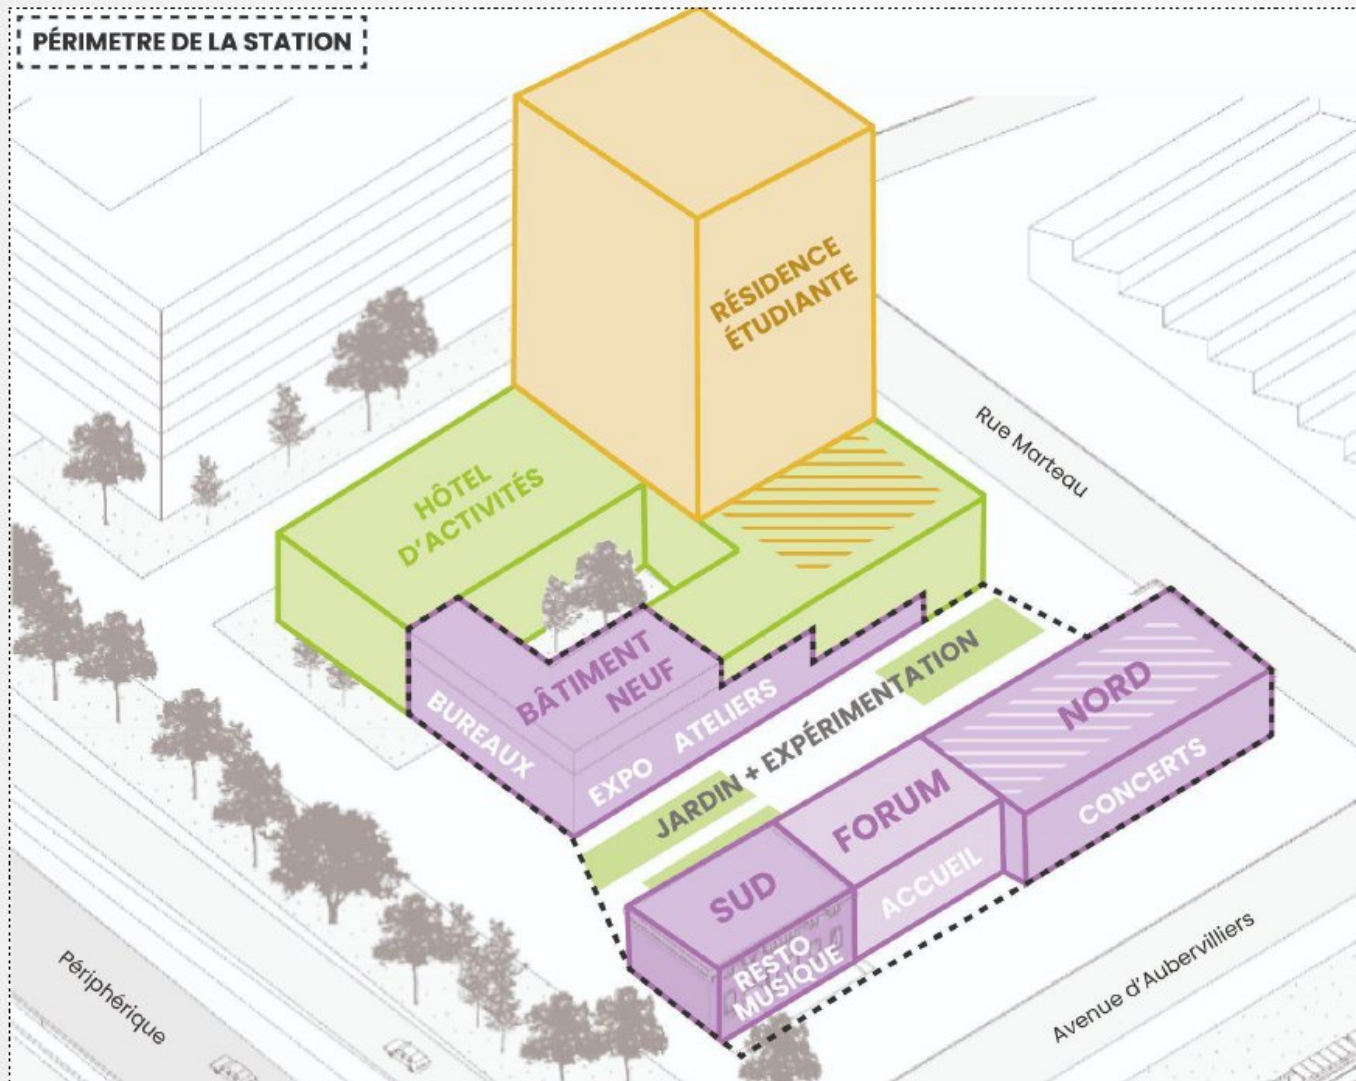 PÉRIMETRE DE LA STATION
RÉSIDENCE
ÉTUDIANTE
Rue Marteau
HÔTEL
D'ACTIVITÉS
BÂTIMENT
NEUF
BUREAUX
EXPO
ATELIERS
JARDIN + EXPÉRIMENTATION
NORD
CONCERTS
FORUM
ACCUEIL
SUD
RESTO
MUSIQUE
Périphérique
Avenue d'Aubervilliers